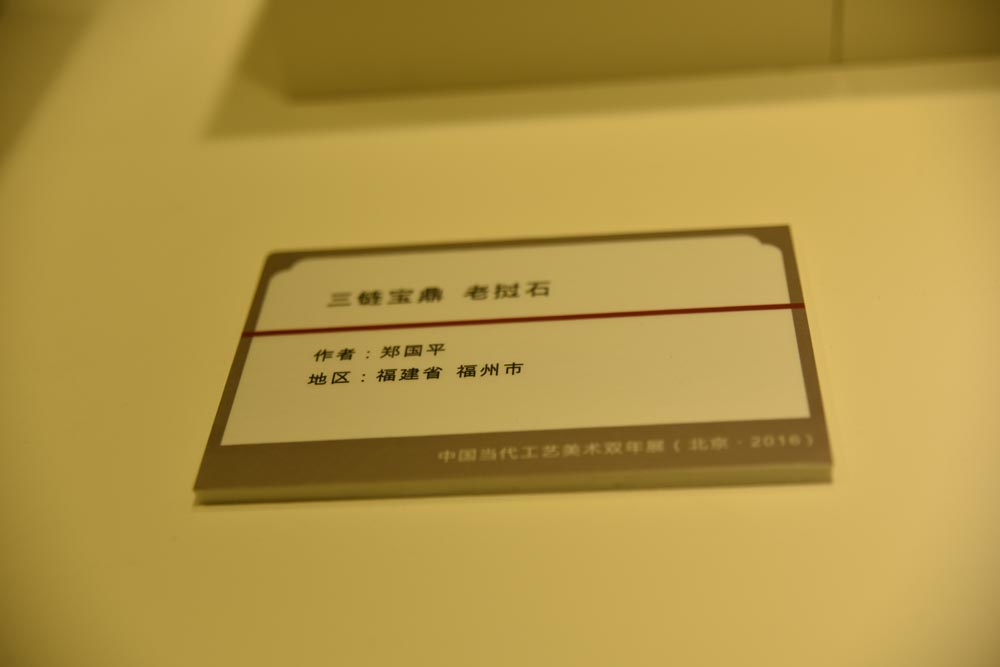 三链宝鼎 老挝石
作者：郑国平
地区：福建省 福州市
中国当代工艺美术双年展（北京·2016）